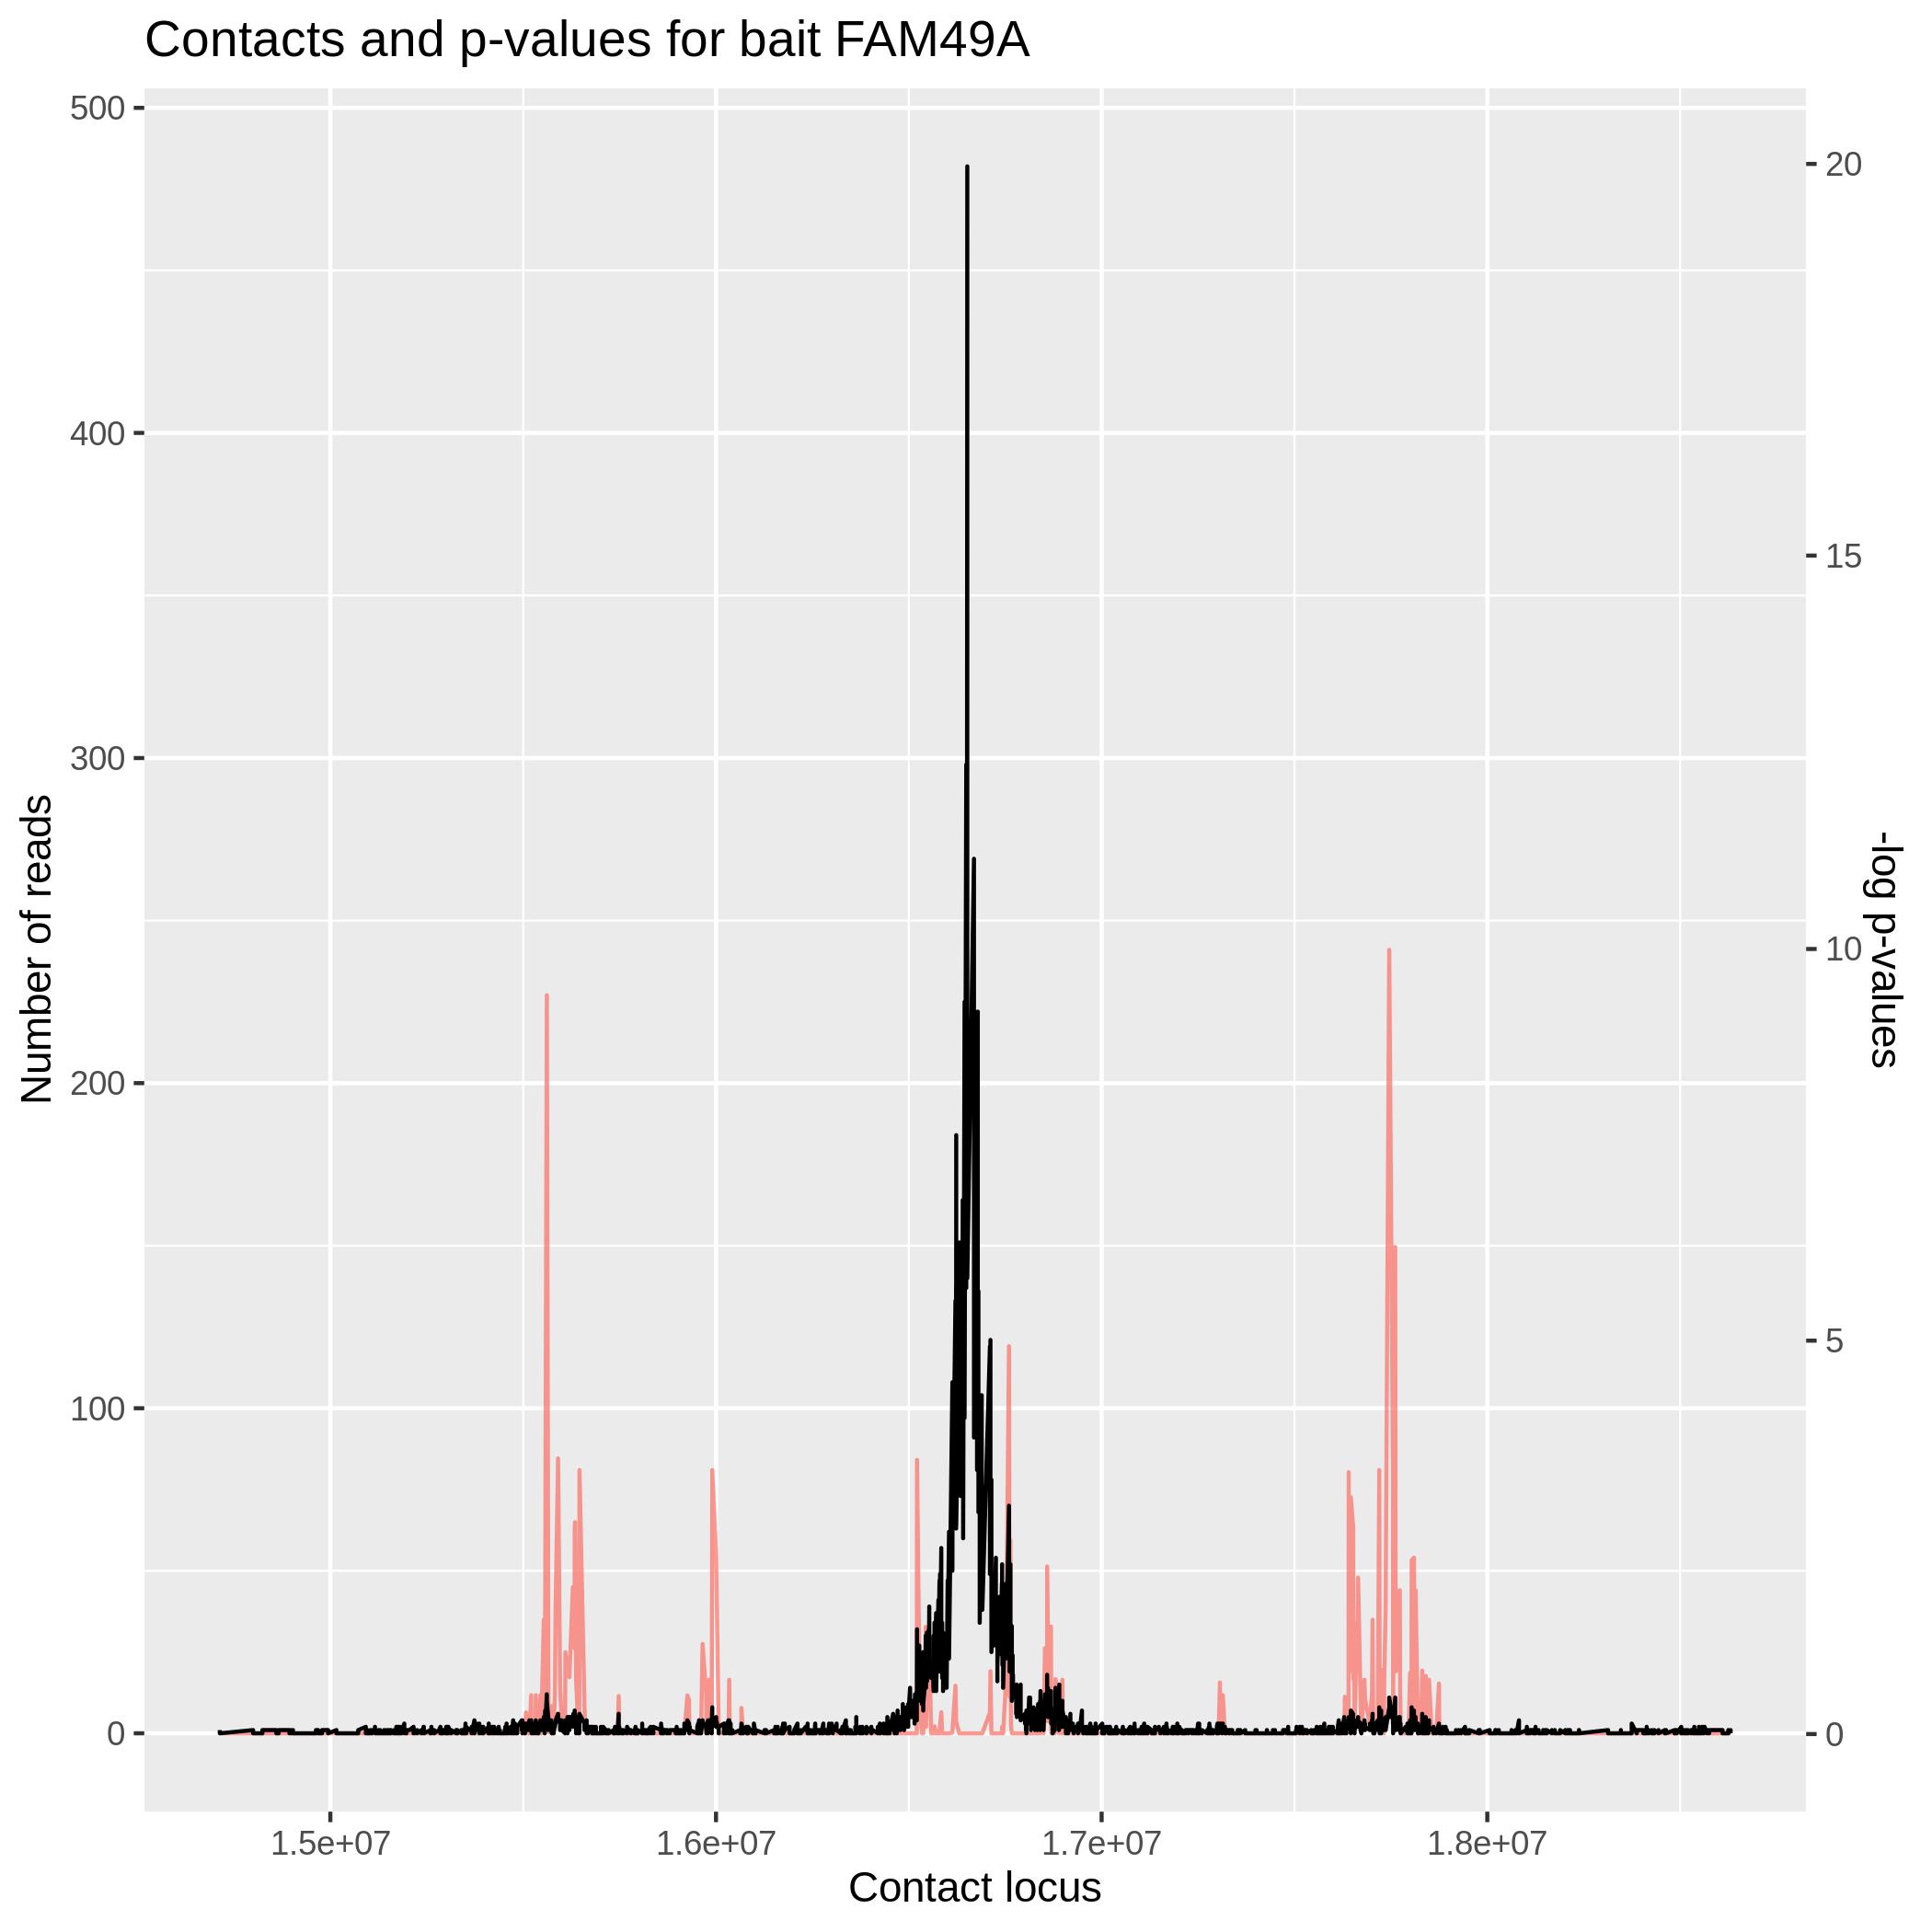 Contacts and p-values for bait FAM49A
500
400
300
200
100
0
Number of reads
20
15
10
5
0
-log p-values
1.5e+07
1.6e+07
1.7e+07
1.8e+07
Contact locus